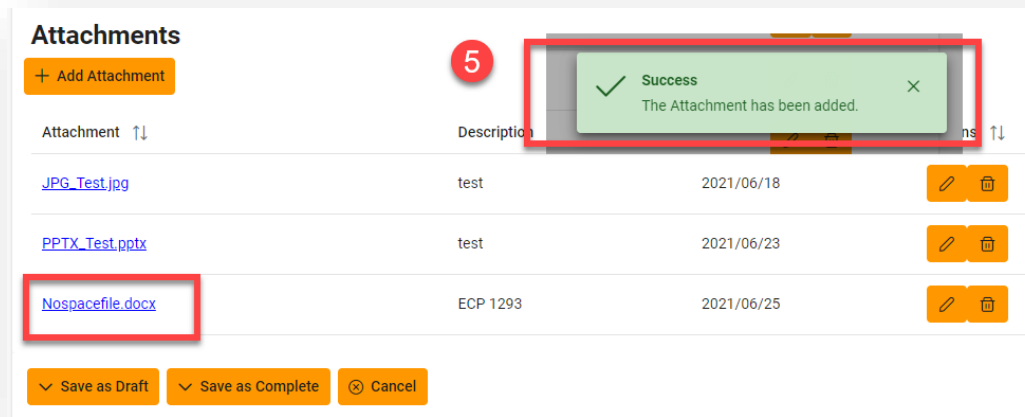 Attachments
+ Add Attachment
5
Success
The Attachment has been added.
Attachment Description ns
JPG_Test.jpg test 2021/06/18
PPTX_Test.pptx test 2021/06/23
Nospacefile.docx ECP 1293 2021/06/25
Save as Draft Save as Complete Cancel